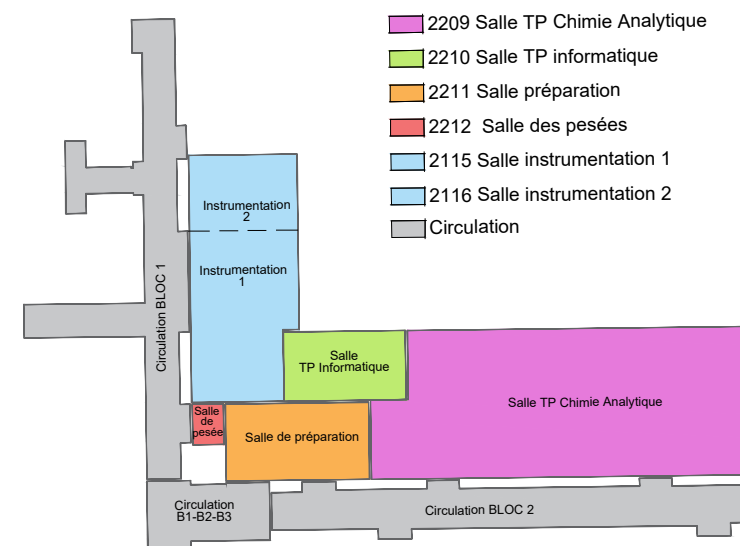 2209 Salle TP Chimie Analytique
2210 Salle TP informatique
2211 Salle préparation
2212 Salle des pesées
2115 Salle instrumentation 1
2116 Salle instrumentation 2
Circulation
Instrumentation
2
Instrumentation
1
Circulation BLOC 1
Salle
TP Informatique
Salle TP Chimie Analytique
Salle
de
pesée
Salle de préparation
Circulation
B1-B2-B3
Circulation BLOC 2